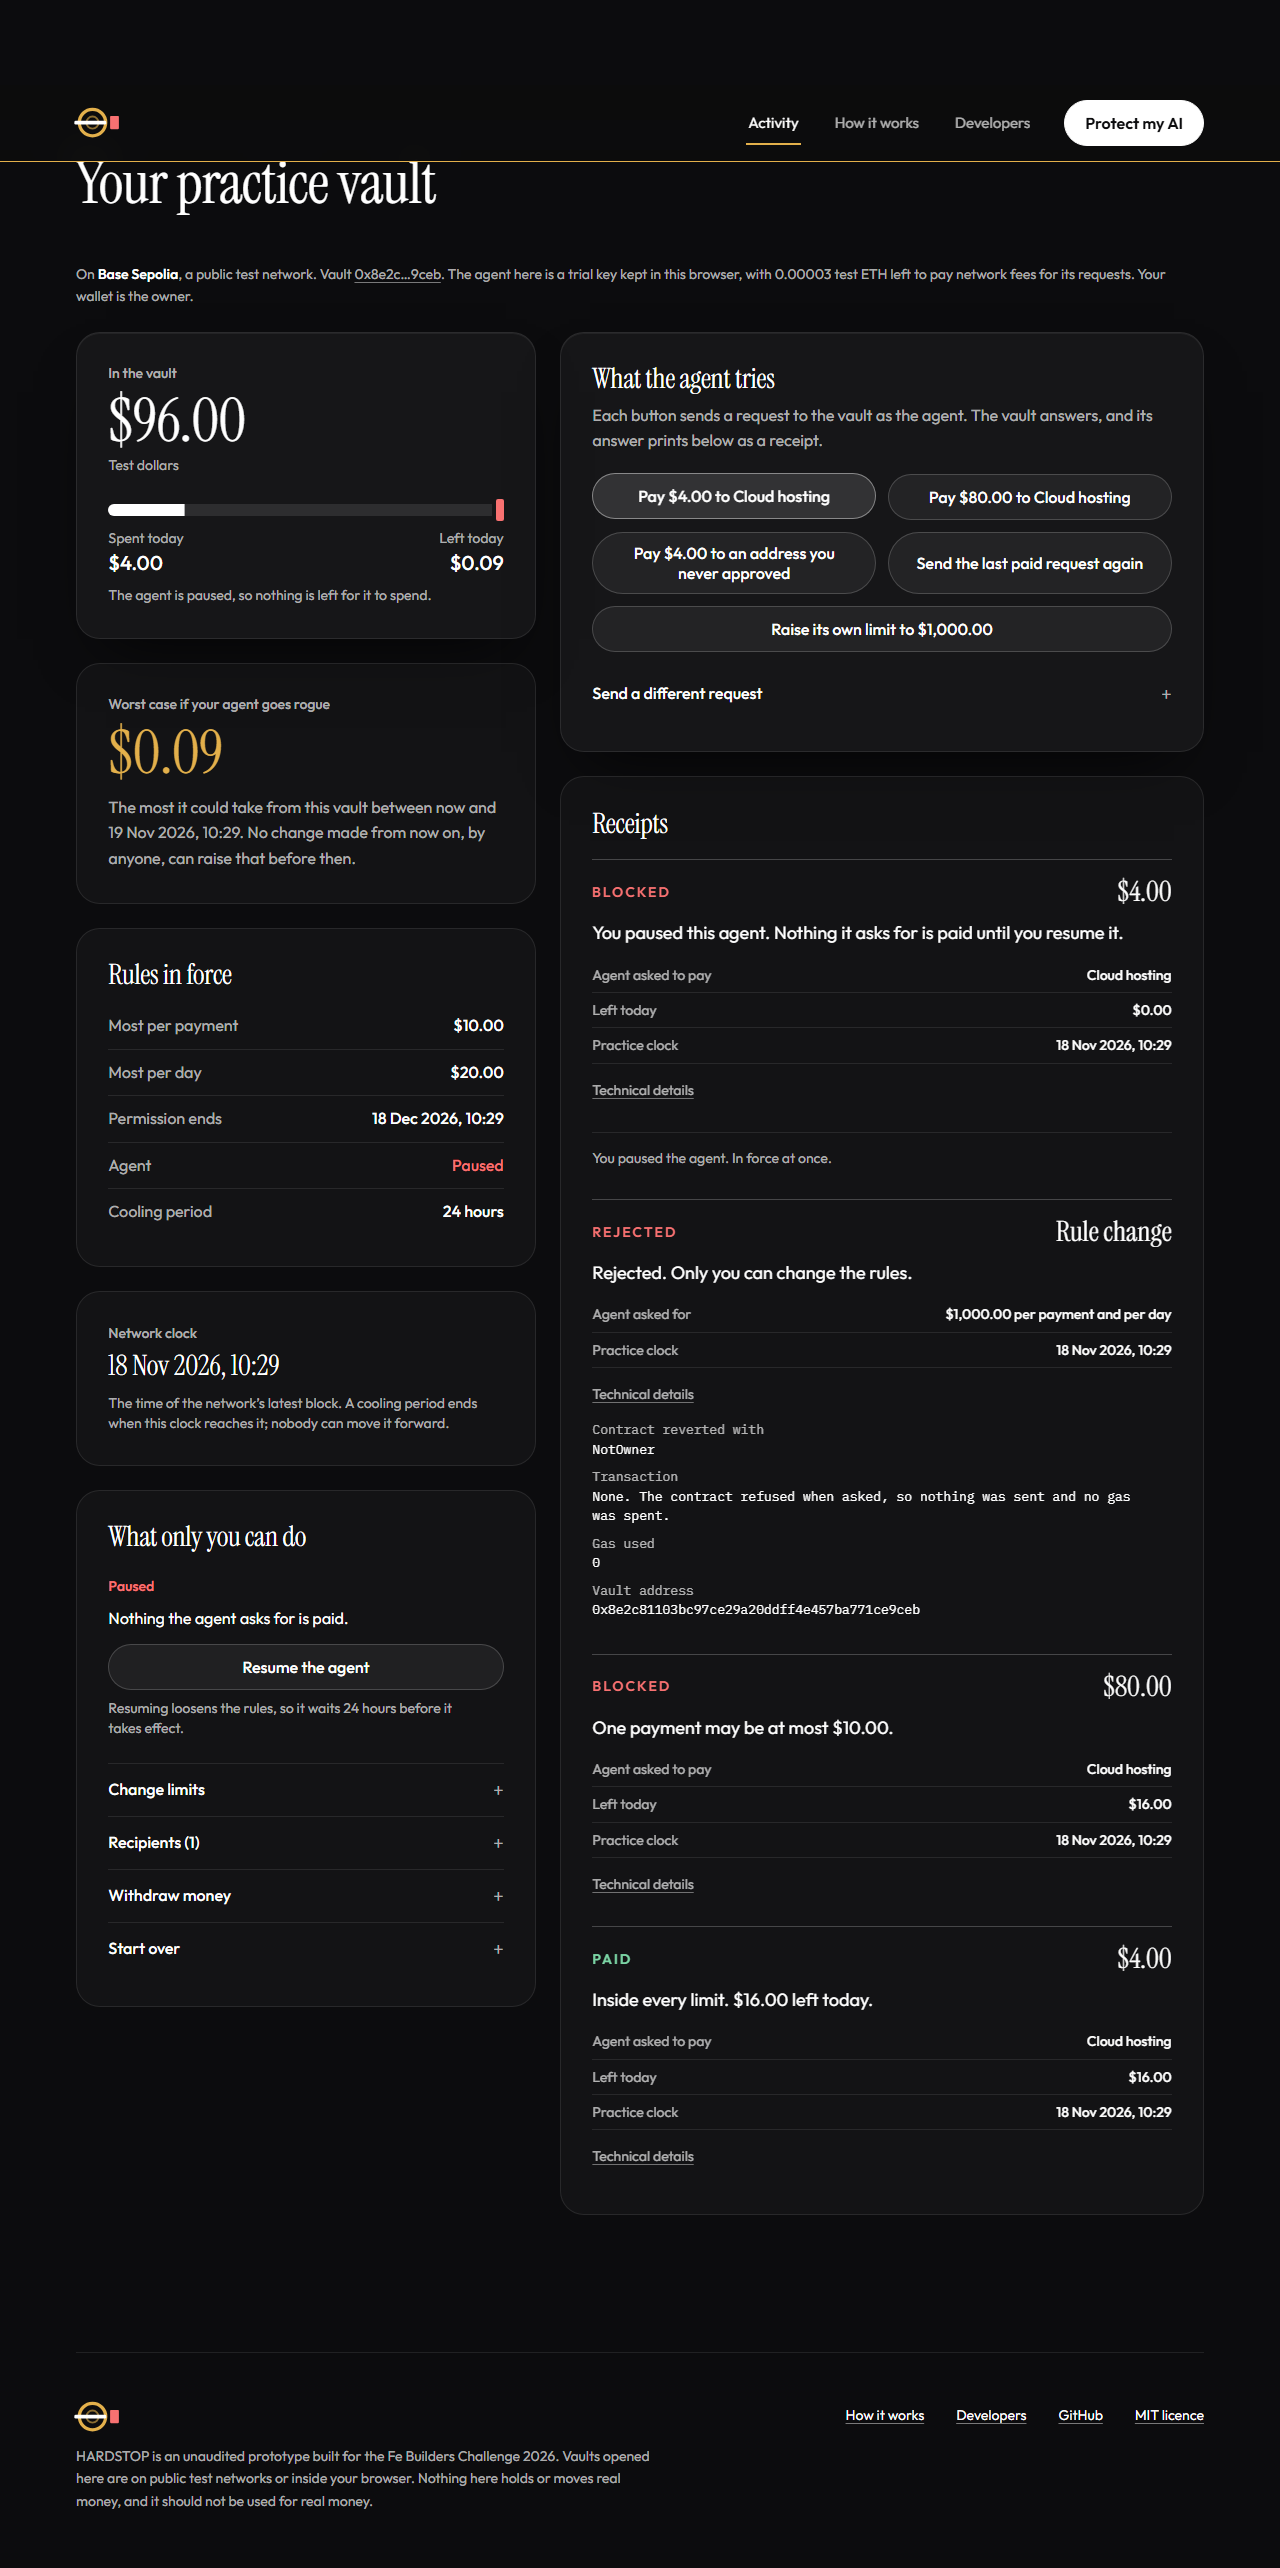 Activity
How it works
Developers
Protect my AI
Your practice vault
On Base Sepolia, a public test network. Vault 0x8e2c…9ceb. The agent here is a trial key kept in this browser, with 0.00003 test ETH left to pay network fees for its requests. Your
wallet is the owner.
In the vault
$96.00
Test dollars
Spent today
Left today
$4.00
$0.09
The agent is paused, so nothing is left for it to spend.
Worst case if your agent goes rogue
$0.09
The most it could take from this vault between now and
19 Nov 2026, 10:29. No change made from now on, by
anyone, can raise that before then.
Rules in force
Most per payment
$10.00
Most per day
$20.00
Permission ends
18 Dec 2026, 10:29
Agent
Paused
Cooling period
24 hours
Network clock
18 Nov 2026, 10:29
The time of the network's latest block. A cooling period ends
when this clock reaches it; nobody can move it forward.
What only you can do
Paused
Nothing the agent asks for is paid.
Resume the agent
Resuming loosens the rules, so it waits 24 hours before it
takes effect.
Change limits +
Recipients (1) +
Withdraw money +
Start over +
What the agent tries
Each button sends a request to the vault as the agent. The vault answers, and its
answer prints below as a receipt.
Pay $4.00 to Cloud hosting
Pay $80.00 to Cloud hosting
Pay $4.00 to an address you
never approved
Send the last paid request again
Raise its own limit to $1,000.00
Send a different request +
Receipts
BLOCKED
$4.00
You paused this agent. Nothing it asks for is paid until you resume it.
Agent asked to pay
Cloud hosting
Left today
$0.00
Practice clock
18 Nov 2026, 10:29
Technical details
You paused the agent. In force at once.
REJECTED
Rule change
Rejected. Only you can change the rules.
Agent asked for
$1,000.00 per payment and per day
Practice clock
18 Nov 2026, 10:29
Technical details
Contract reverted with
NotOwner
Transaction
None. The contract refused when asked, so nothing was sent and no gas
was spent.
Gas used
0
Vault address
0x8e2c81103bc97ce29a20ddff4e457ba771ce9ceb
BLOCKED
$80.00
One payment may be at most $10.00.
Agent asked to pay
Cloud hosting
Left today
$16.00
Practice clock
18 Nov 2026, 10:29
Technical details
PAID
$4.00
Inside every limit. $16.00 left today.
Agent asked to pay
Cloud hosting
Left today
$16.00
Practice clock
18 Nov 2026, 10:29
Technical details
How it works
Developers
GitHub
MIT licence
HARDSTOP is an unaudited prototype built for the Fe Builders Challenge 2026. Vaults opened
here are on public test networks or inside your browser. Nothing here holds or moves real
money, and it should not be used for real money.